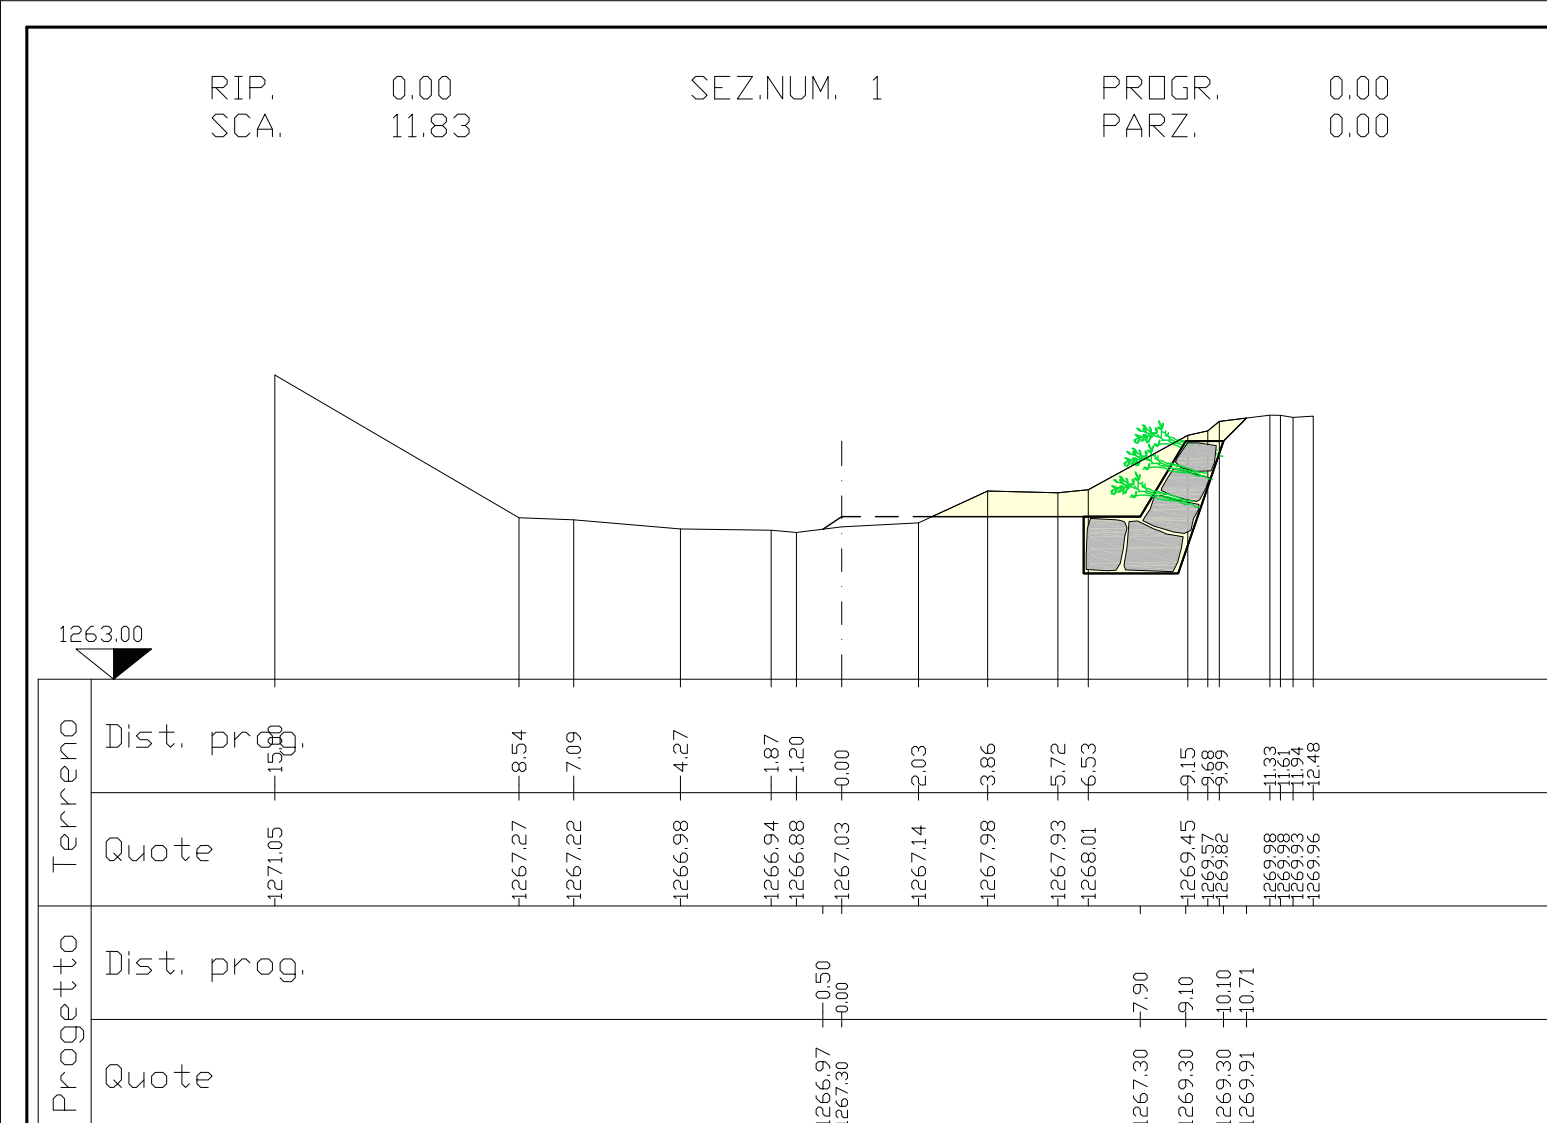 RIP. 0.00 SEZ.NUM. 1 PROGR. 0.00
SCA. 11.83 PARZ. 0.00
1263.00
Terreno
Dist. prog. -15.00 -8.54 -7.09 -4.27 -1.87 -1.20 0.00 2.03 3.86 5.72 6.53 9.15 9.68 9.99 11.33 11.61 11.94 12.48
Quote 1271.05 1267.27 1267.22 1266.98 1266.94 1266.88 1267.03 1267.14 1267.98 1267.93 1268.01 1269.45 1269.57 1269.82 1269.98 1269.98 1269.93 1269.96
Progetto
Dist. prog. -0.50 0.00 7.90 9.10 10.10 10.71
Quote 1266.97 1267.30 1267.30 1269.30 1269.30 1269.91